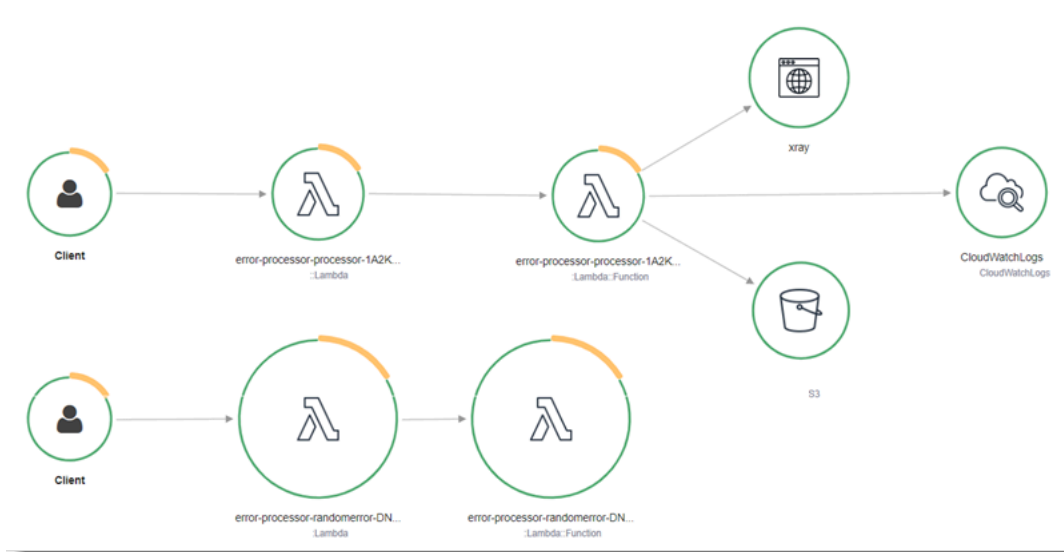 xray
Client
error-processor-processor-1A2K...
::Lambda
error-processor-processor-1A2K...
:Lambda::Function
CloudWatchLogs
CloudWatchLogs
S3
Client
error-processor-randomerror-DN...
:Lambda
error-processor-randomerror-DN...
:Lambda::Function